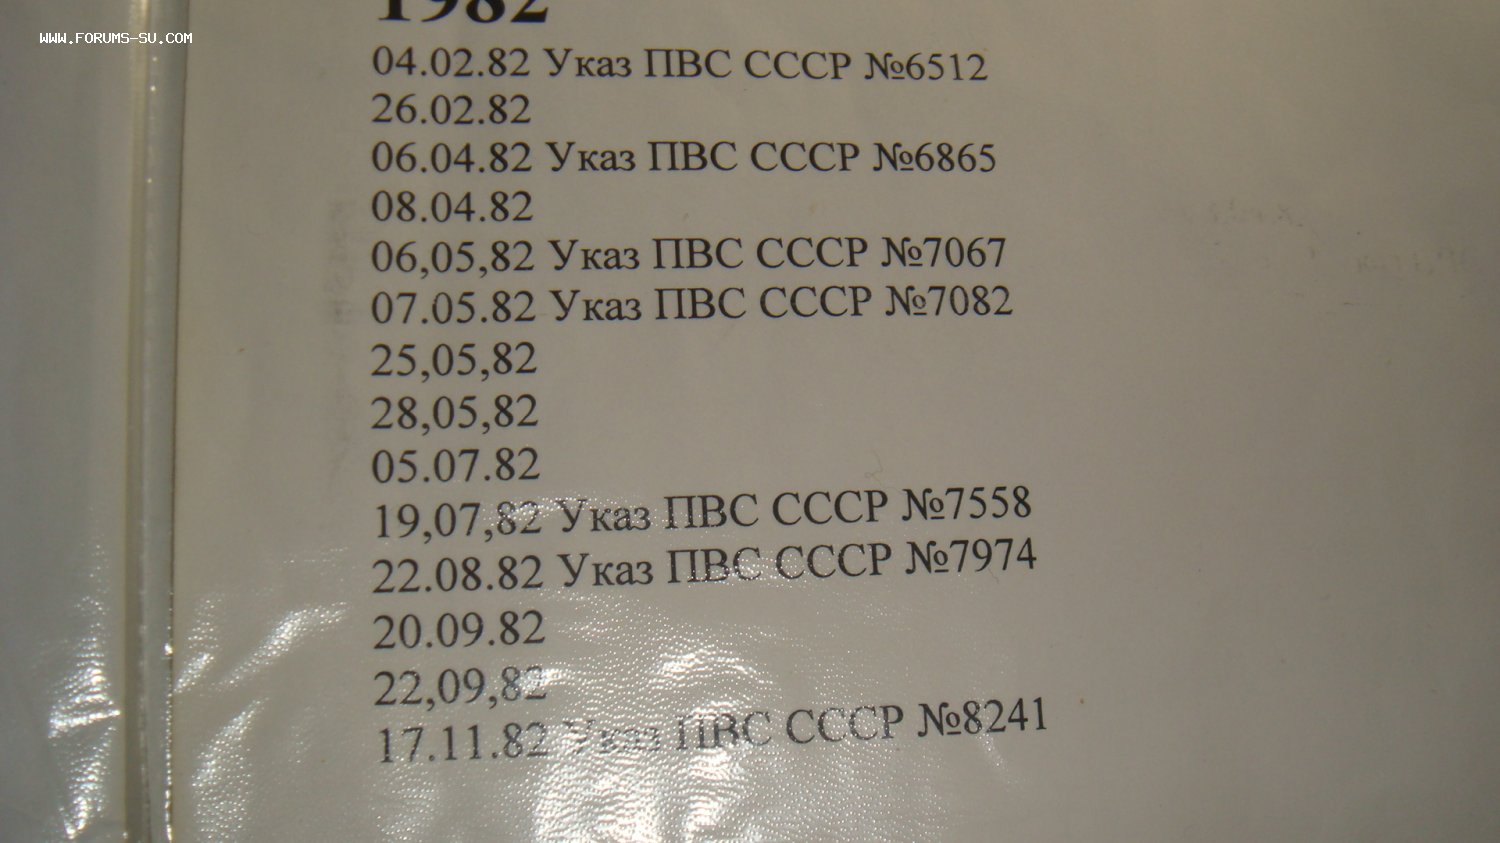 WWW.FORUMS-SU.COM
1982
04.02.82 Указ ПВС СССР №6512
26.02.82
06.04.82 Указ ПВС СССР №6865
08.04.82
06,05,82 Указ ПВС СССР №7067
07.05.82 Указ ПВС СССР №7082
25,05,82
28,05,82
05.07.82
19,07,82 Указ ПВС СССР №7558
22.08.82 Указ ПВС СССР №7974
20.09.82
22,09,82
17.11.82 Указ ПВС СССР №8241